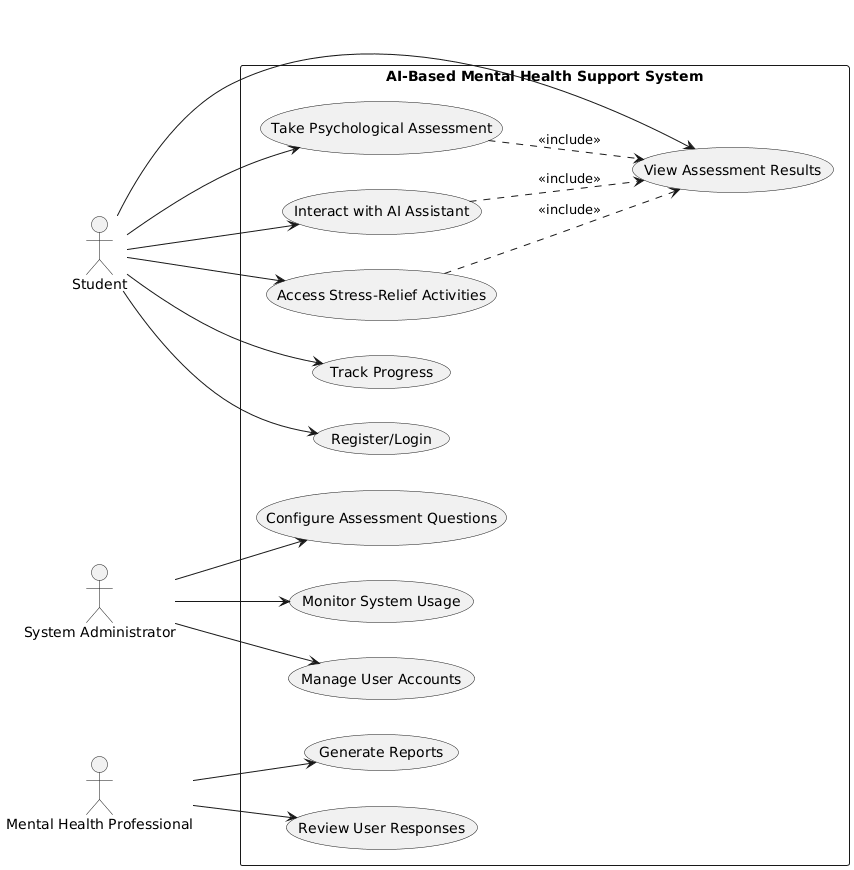 AI-Based Mental Health Support System
Take Psychological Assessment
«include»
View Assessment Results
«include»
Interact with AI Assistant
«include»
Student
Access Stress-Relief Activities
Track Progress
Register/Login
Configure Assessment Questions
Monitor System Usage
System Administrator
Manage User Accounts
Generate Reports
Mental Health Professional
Review User Responses